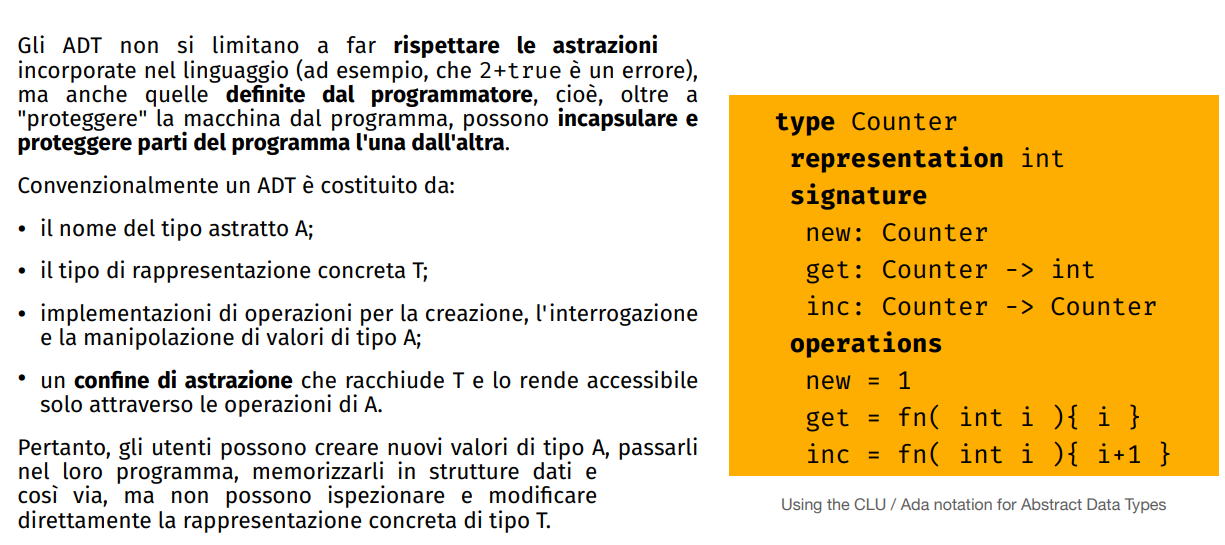 Gli ADT non si limitano a far rispettare le astrazioni
incorporate nel linguaggio (ad esempio, che 2+true è un errore),
ma anche quelle definite dal programmatore, cioè, oltre a
"proteggere" la macchina dal programma, possono incapsulare e
proteggere parti del programma l'una dall'altra.
Convenzionalmente un ADT è costituito da:
• il nome del tipo astratto A;
• il tipo di rappresentazione concreta T;
• implementazioni di operazioni per la creazione, l'interrogazione
e la manipolazione di valori di tipo A;
• un confine di astrazione che racchiude T e lo rende accessibile
solo attraverso le operazioni di A.
Pertanto, gli utenti possono creare nuovi valori di tipo A, passarli
nel loro programma, memorizzarli in strutture dati e
così via, ma non possono ispezionare e modificare
direttamente la rappresentazione concreta di tipo T.
type Counter
representation int
signature
new: Counter
get: Counter -> int
inc: Counter -> Counter
operations
new = 1
get = fn( int i ){ i }
inc = fn( int i ){ i+1 }
Using the CLU / Ada notation for Abstract Data Types